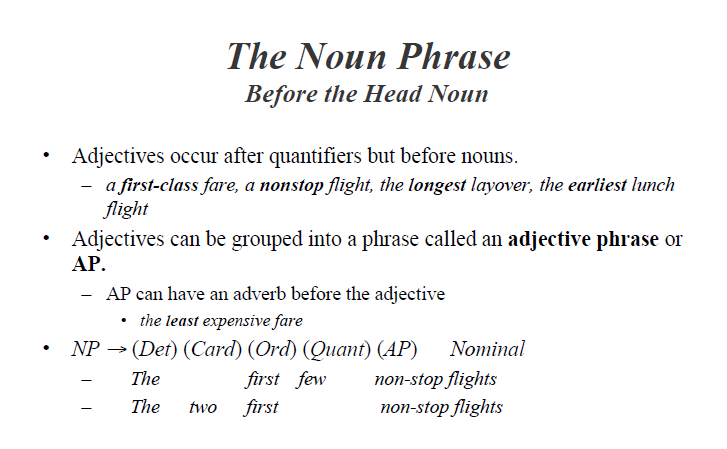 The Noun Phrase
Before the Head Noun
• Adjectives occur after quantifiers but before nouns.
– a first-class fare, a nonstop flight, the longest layover, the earliest lunch
flight
• Adjectives can be grouped into a phrase called an adjective phrase or
AP.
– AP can have an adverb before the adjective
• the least expensive fare
• NP → (Det) (Card) (Ord) (Quant) (AP) Nominal
– The first few non-stop flights
– The two first non-stop flights